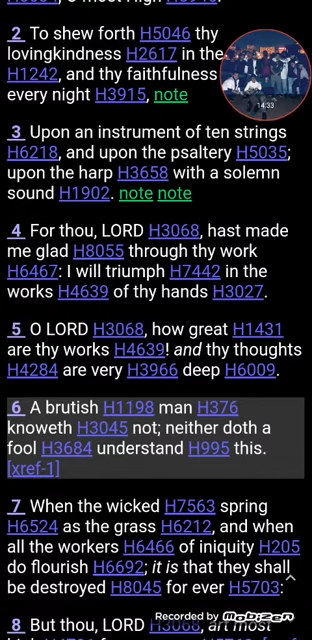 2 To shew forth H5046 thy
lovingkindness H2617 in the
H1242, and thy faithfulness
every night H3915, note
14:33
3 Upon an instrument of ten strings
H6218, and upon the psaltery H5035;
upon the harp H3658 with a solemn
sound H1902. note note
4 For thou, LORD H3068, hast made
me glad H8055 through thy work
H6467: I will triumph H7442 in the
works H4639 of thy hands H3027.
5 O LORD H3068, how great H1431
are thy works H4639! and thy thoughts
H4284 are very H3966 deep H6009.
6 A brutish H1198 man H376
knoweth H3045 not; neither doth a
fool H3684 understand H995 this.
[xref-1]
7 When the wicked H7563 spring
H6524 as the grass H6212, and when
all the workers H6466 of iniquity H205
do flourish H6692; it is that they shall
be destroyed H8045 for ever H5703:
Recorded by Mobizen
8 But thou, LORD H3068, art most